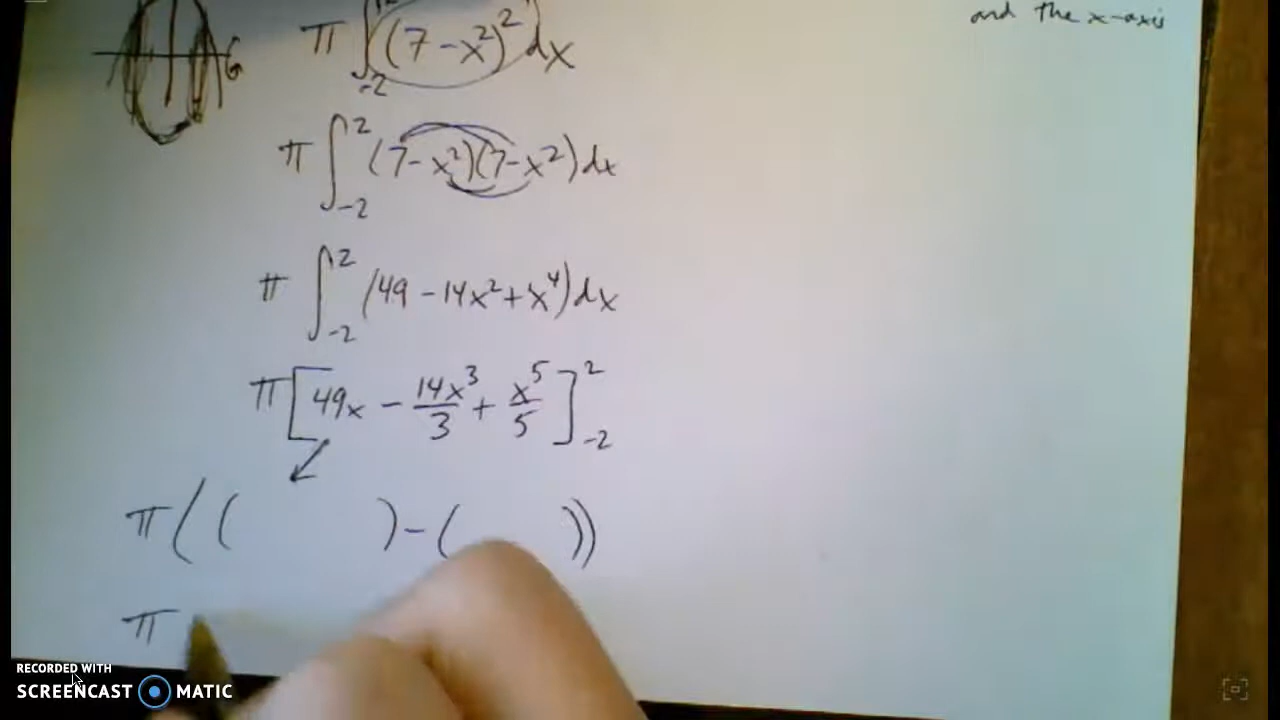 and the x-axis
π ∫_{-2}^{2} (7 - x²)² dx
π ∫_{-2}^{2} (7 - x²)(7 - x²) dx
π ∫_{-2}^{2} (49 - 14x² + x⁴) dx
π [49x - 14x³/3 + x⁵/5]_{-2}^{2}
π ( ( ) - ( ) )
π
RECORDED WITH
SCREENCAST MATIC